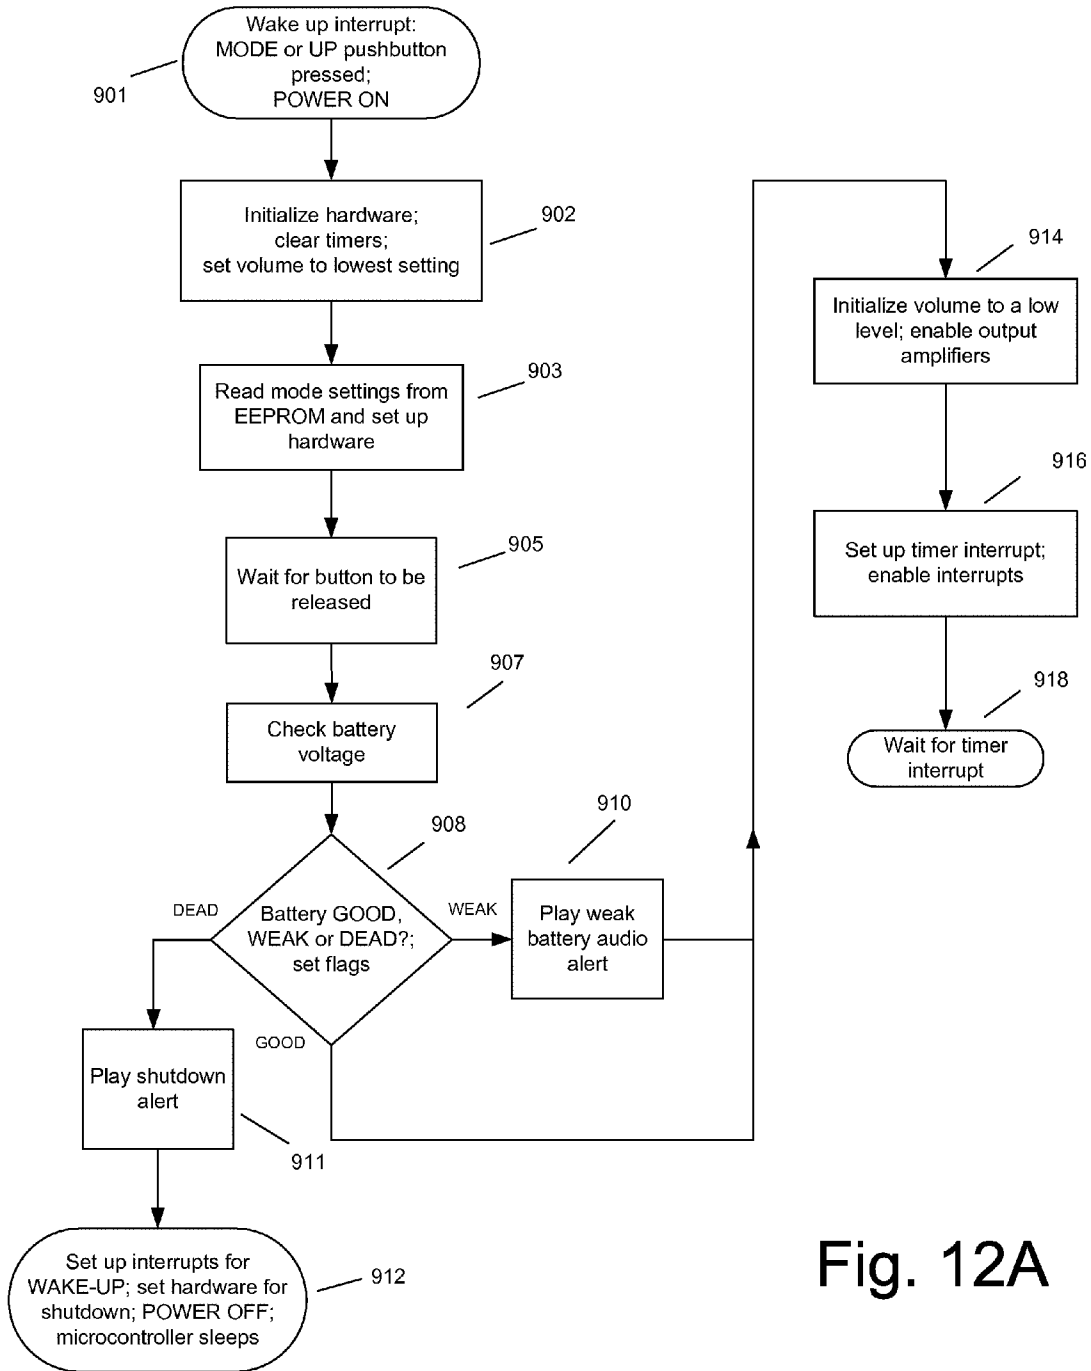 Wake up interrupt:
MODE or UP pushbutton
pressed;
POWER ON
901
Initialize hardware;
clear timers;
set volume to lowest setting
902
Read mode settings from
EEPROM and set up
hardware
903
Wait for button to be
released
905
Check battery
voltage
907
Battery GOOD,
WEAK or DEAD?;
set flags
908
DEAD
WEAK
GOOD
Play weak
battery audio
alert
910
Play shutdown
alert
911
Set up interrupts for
WAKE-UP; set hardware for
shutdown; POWER OFF;
microcontroller sleeps
912
Initialize volume to a low
level; enable output
amplifiers
914
Set up timer interrupt;
enable interrupts
916
Wait for timer
interrupt
918
Fig. 12A